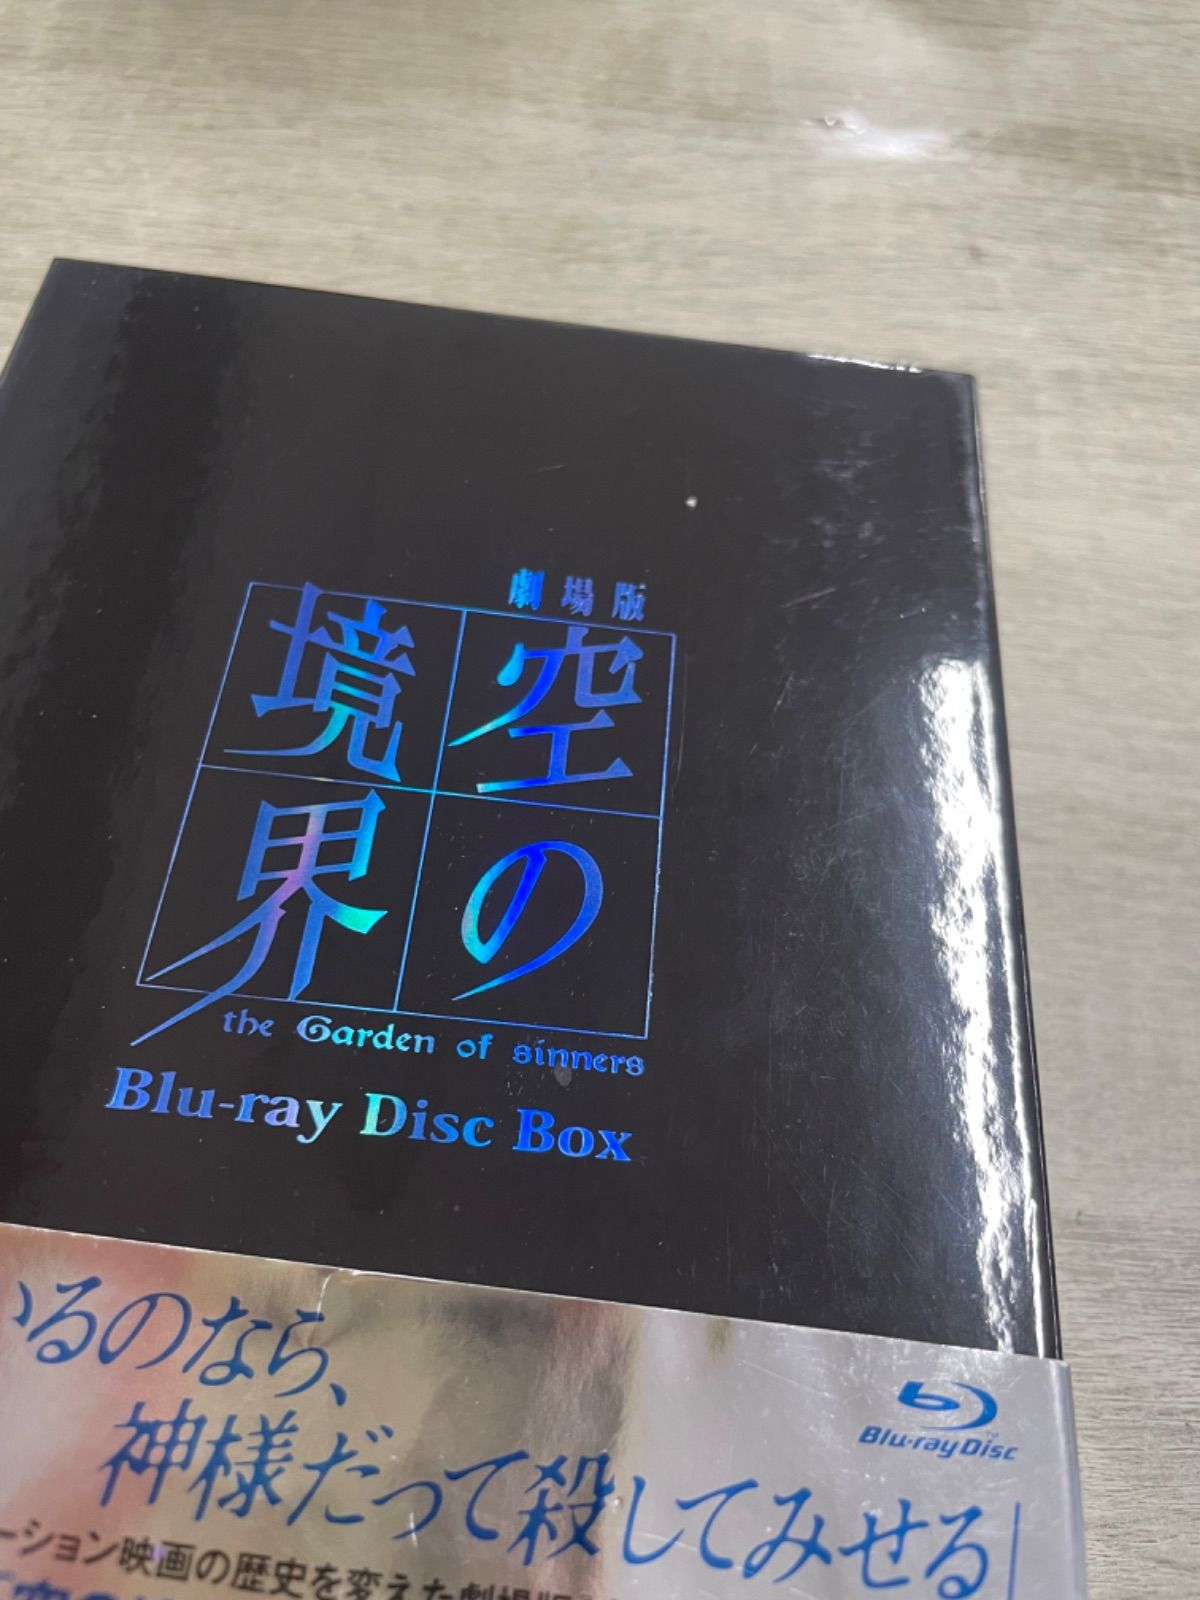 劇場版
空の
境界
the Garden of sinners
Blu-ray Disc Box
いるのなら、
神様だって殺してみせる」
Blu-ray Disc
ーション映画の歴史を変えた劇場版